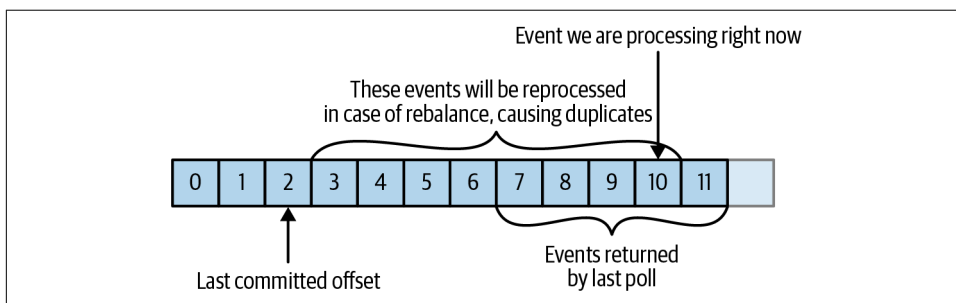 Event we are processing right now
These events will be reprocessed
in case of rebalance, causing duplicates
0 1 2 3 4 5 6 7 8 9 10 11
Last committed offset
Events returned
by last poll